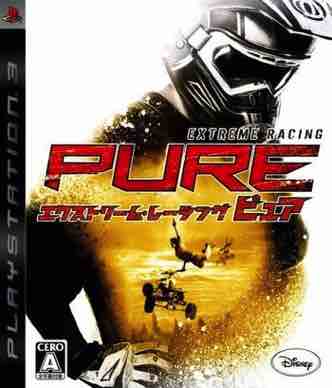 PLAYSTATION 3
EXTREME RACING
PURE
エクストリーム・レーシング ピュア
CERO
A
Disney